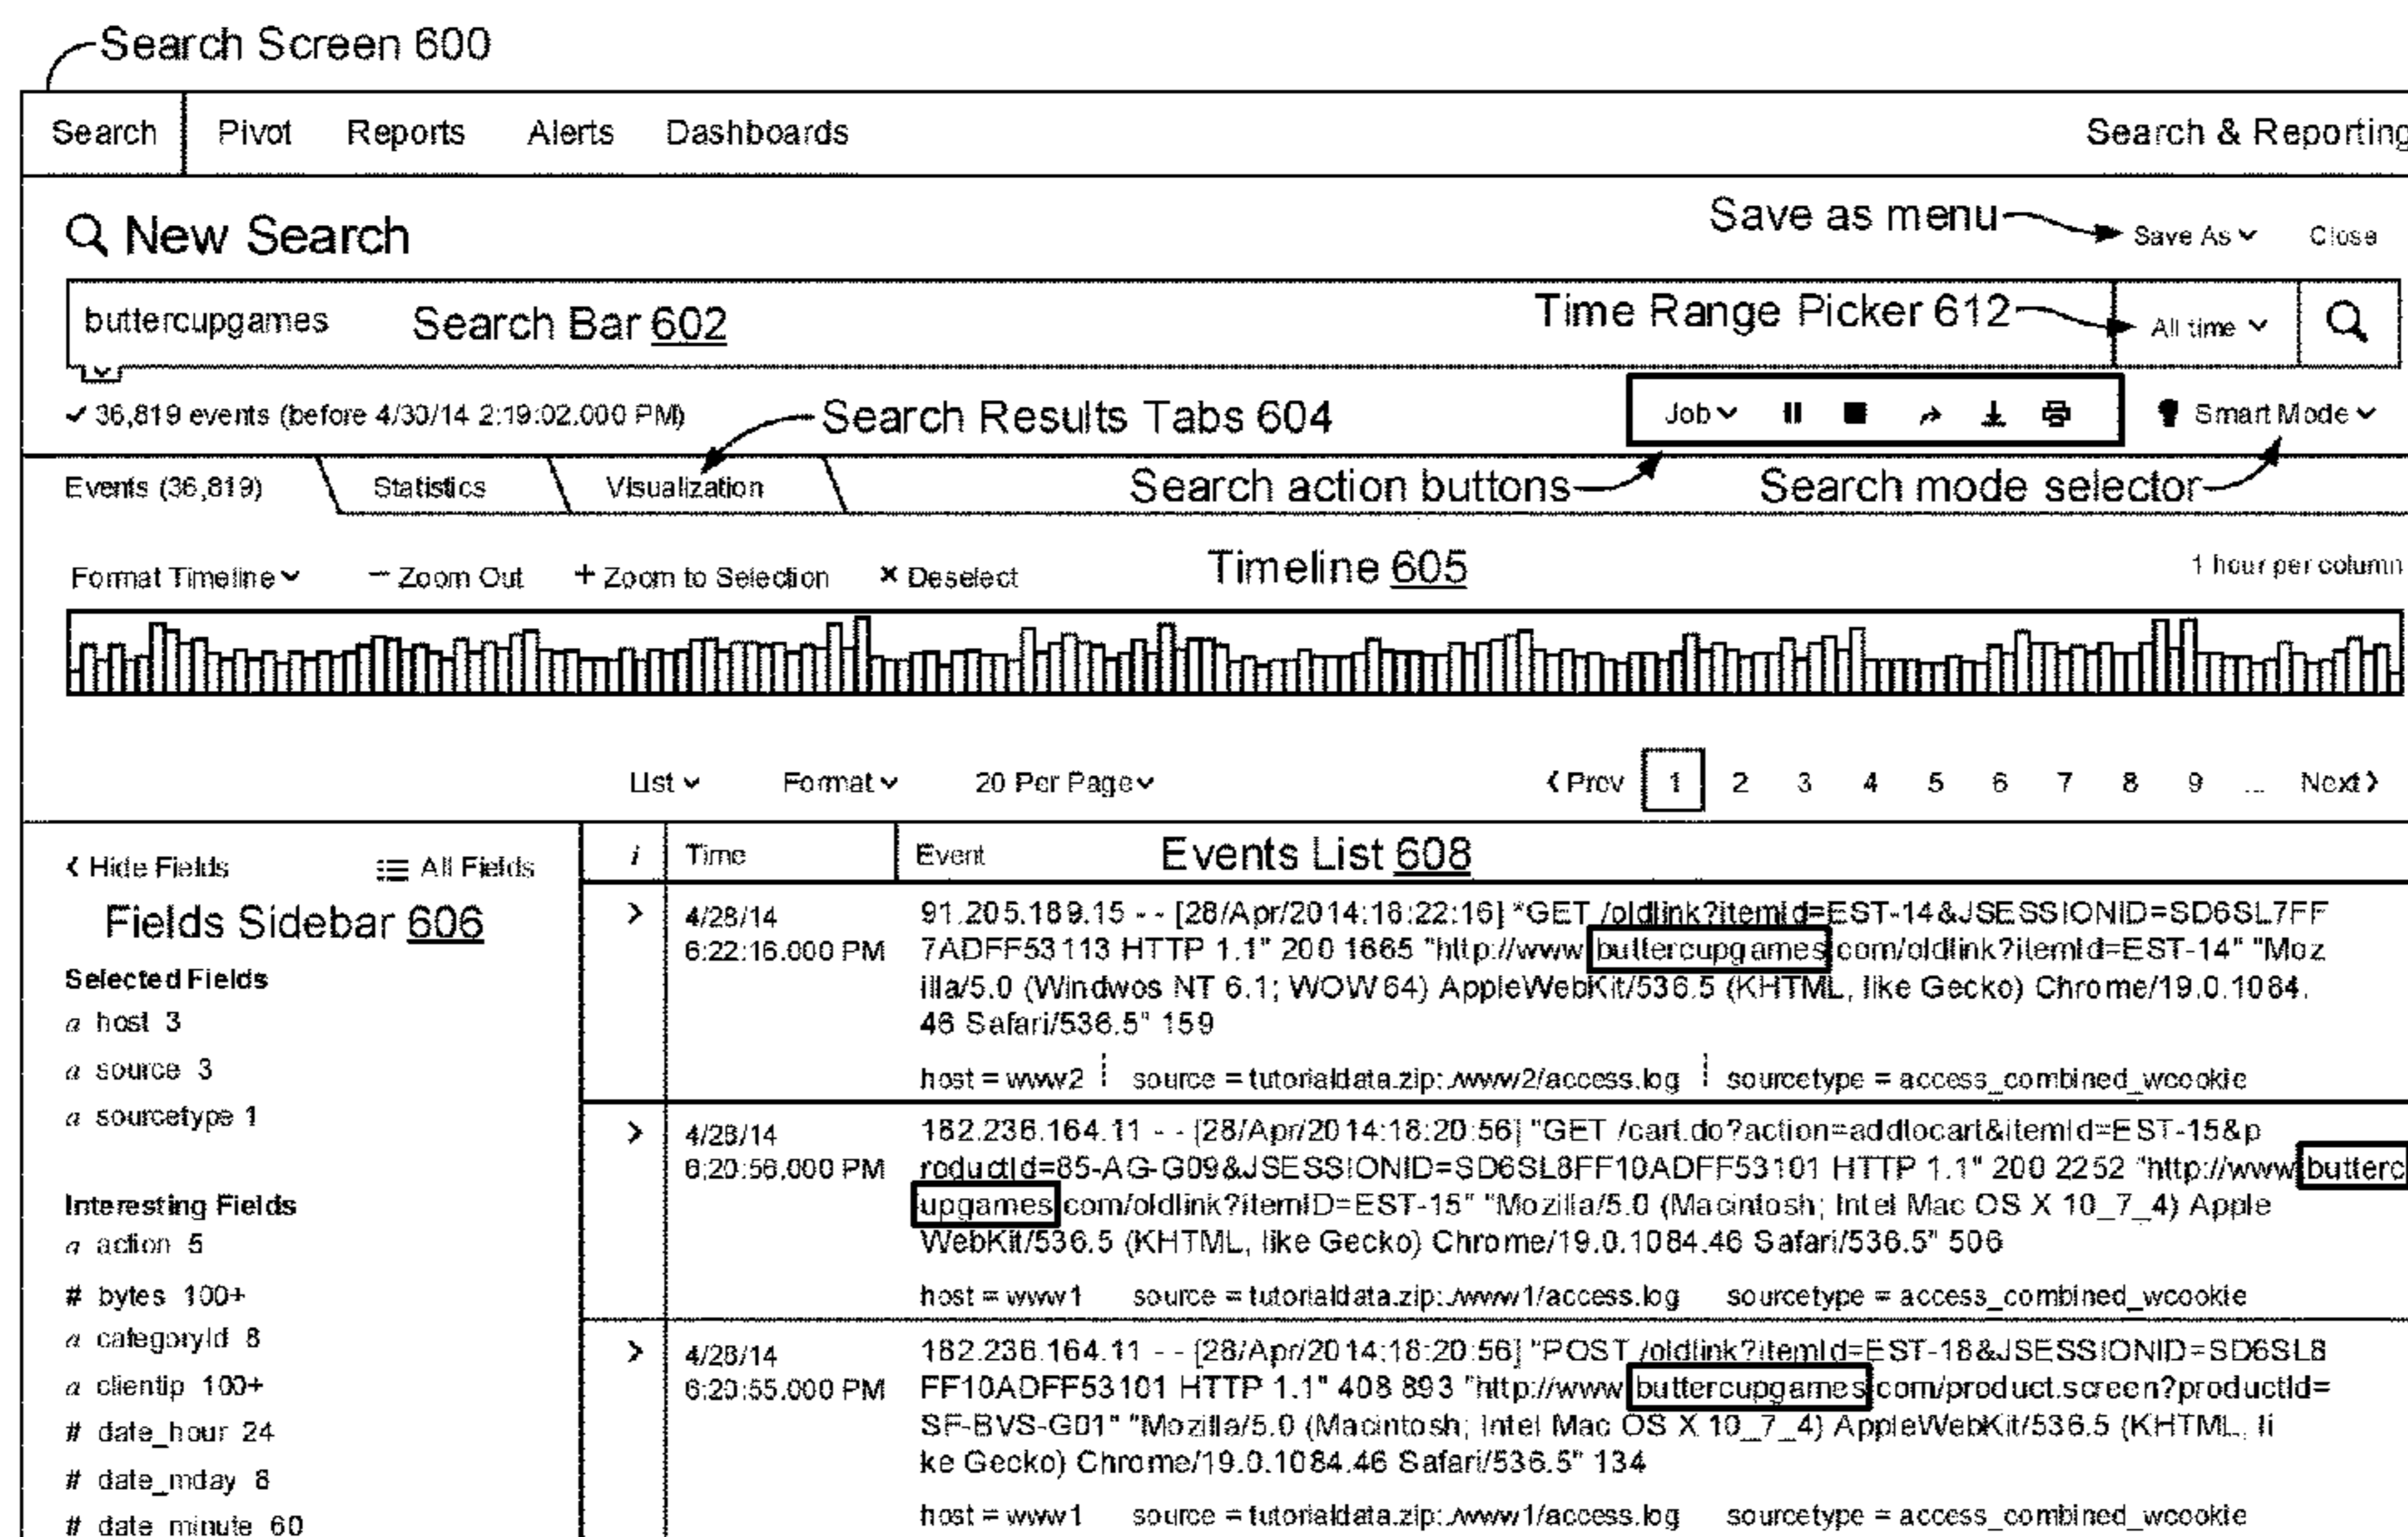 Search Screen 600
Search Pivot Reports Alerts Dashboards Search & Reporting
New Search Save as menu Save As Close
buttercupgames Search Bar 602 Time Range Picker 612 All time
36,819 events (before 4/30/14 2:19:02.000 PM) Search Results Tabs 604 Job Smart Mode
Events (36,819) Statistics Visualization Search action buttons Search mode selector
Format Timeline – Zoom Out + Zoom to Selection × Deselect Timeline 605 1 hour per column
List Format 20 Per Page < Prev 1 2 3 4 5 6 7 8 9 ... Next >
< Hide Fields All Fields i Time Event Events List 608
Fields Sidebar 606
Selected Fields
a host 3
a source 3
a sourcetype 1
Interesting Fields
a action 5
# bytes 100+
a categoryId 8
a clientip 100+
# date_hour 24
# date_mday 8
# date_minute 60
> 4/28/14 6:22:16.000 PM
91.205.189.15 - - [28/Apr/2014:18:22:16] "GET /oldlink?itemId=EST-14&JSESSIONID=SD6SL7FF
7ADFF53113 HTTP 1.1" 200 1665 "http://www.buttercupgames.com/oldlink?itemId=EST-14" "Moz
illa/5.0 (Windwos NT 6.1; WOW64) AppleWebKit/536.5 (KHTML, like Gecko) Chrome/19.0.1084.
46 Safari/536.5" 159
host = www2 source = tutorialdata.zip:./www2/access.log sourcetype = access_combined_wcookie
> 4/28/14 6:20:56.000 PM
182.236.164.11 - - [28/Apr/2014:18:20:56] "GET /cart.do?action=addtocart&itemId=EST-15&p
roductId=85-AG-G09&JSESSIONID=SD6SL8FF10ADFF53101 HTTP 1.1" 200 2252 "http://www.butterc
upgames.com/oldlink?itemID=EST-15" "Mozilla/5.0 (Macintosh; Intel Mac OS X 10_7_4) Apple
WebKit/536.5 (KHTML, like Gecko) Chrome/19.0.1084.46 Safari/536.5" 506
host = www1 source = tutorialdata.zip:./www1/access.log sourcetype = access_combined_wcookie
> 4/28/14 6:20:55.000 PM
182.236.164.11 - - [28/Apr/2014:18:20:56] "POST /oldlink?itemId=EST-18&JSESSIONID=SD6SL8
FF10ADFF53101 HTTP 1.1" 408 893 "http://www.buttercupgames.com/product.screen?productId=
SF-BVS-G01" "Mozilla/5.0 (Macintosh; Intel Mac OS X 10_7_4) AppleWebKit/536.5 (KHTML, li
ke Gecko) Chrome/19.0.1084.46 Safari/536.5" 134
host = www1 source = tutorialdata.zip:./www1/access.log sourcetype = access_combined_wcookie